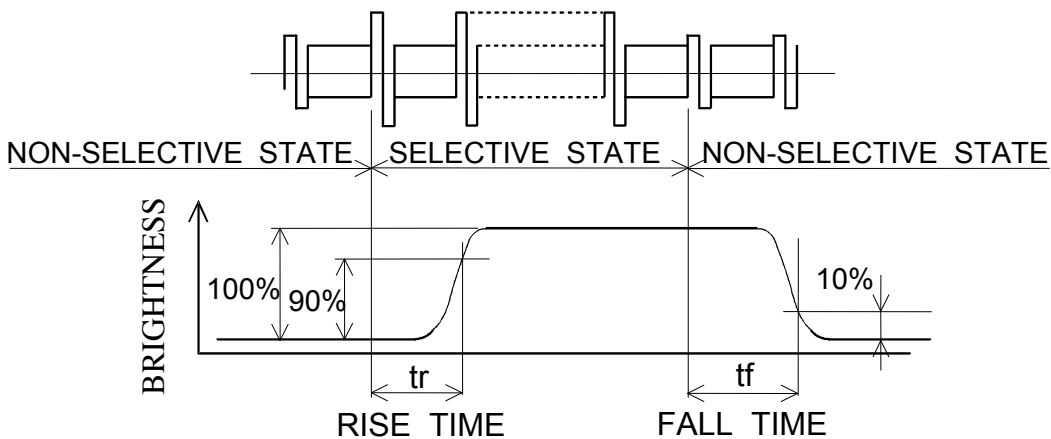 NON-SELECTIVE STATE SELECTIVE STATE NON-SELECTIVE STATE
BRIGHTNESS
100%
90%
10%
tr
tf
RISE TIME
FALL TIME